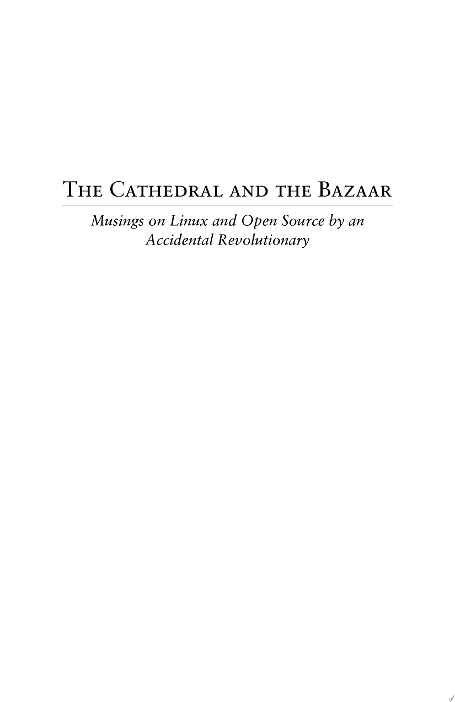 The Cathedral and the Bazaar
Musings on Linux and Open Source by an
Accidental Revolutionary